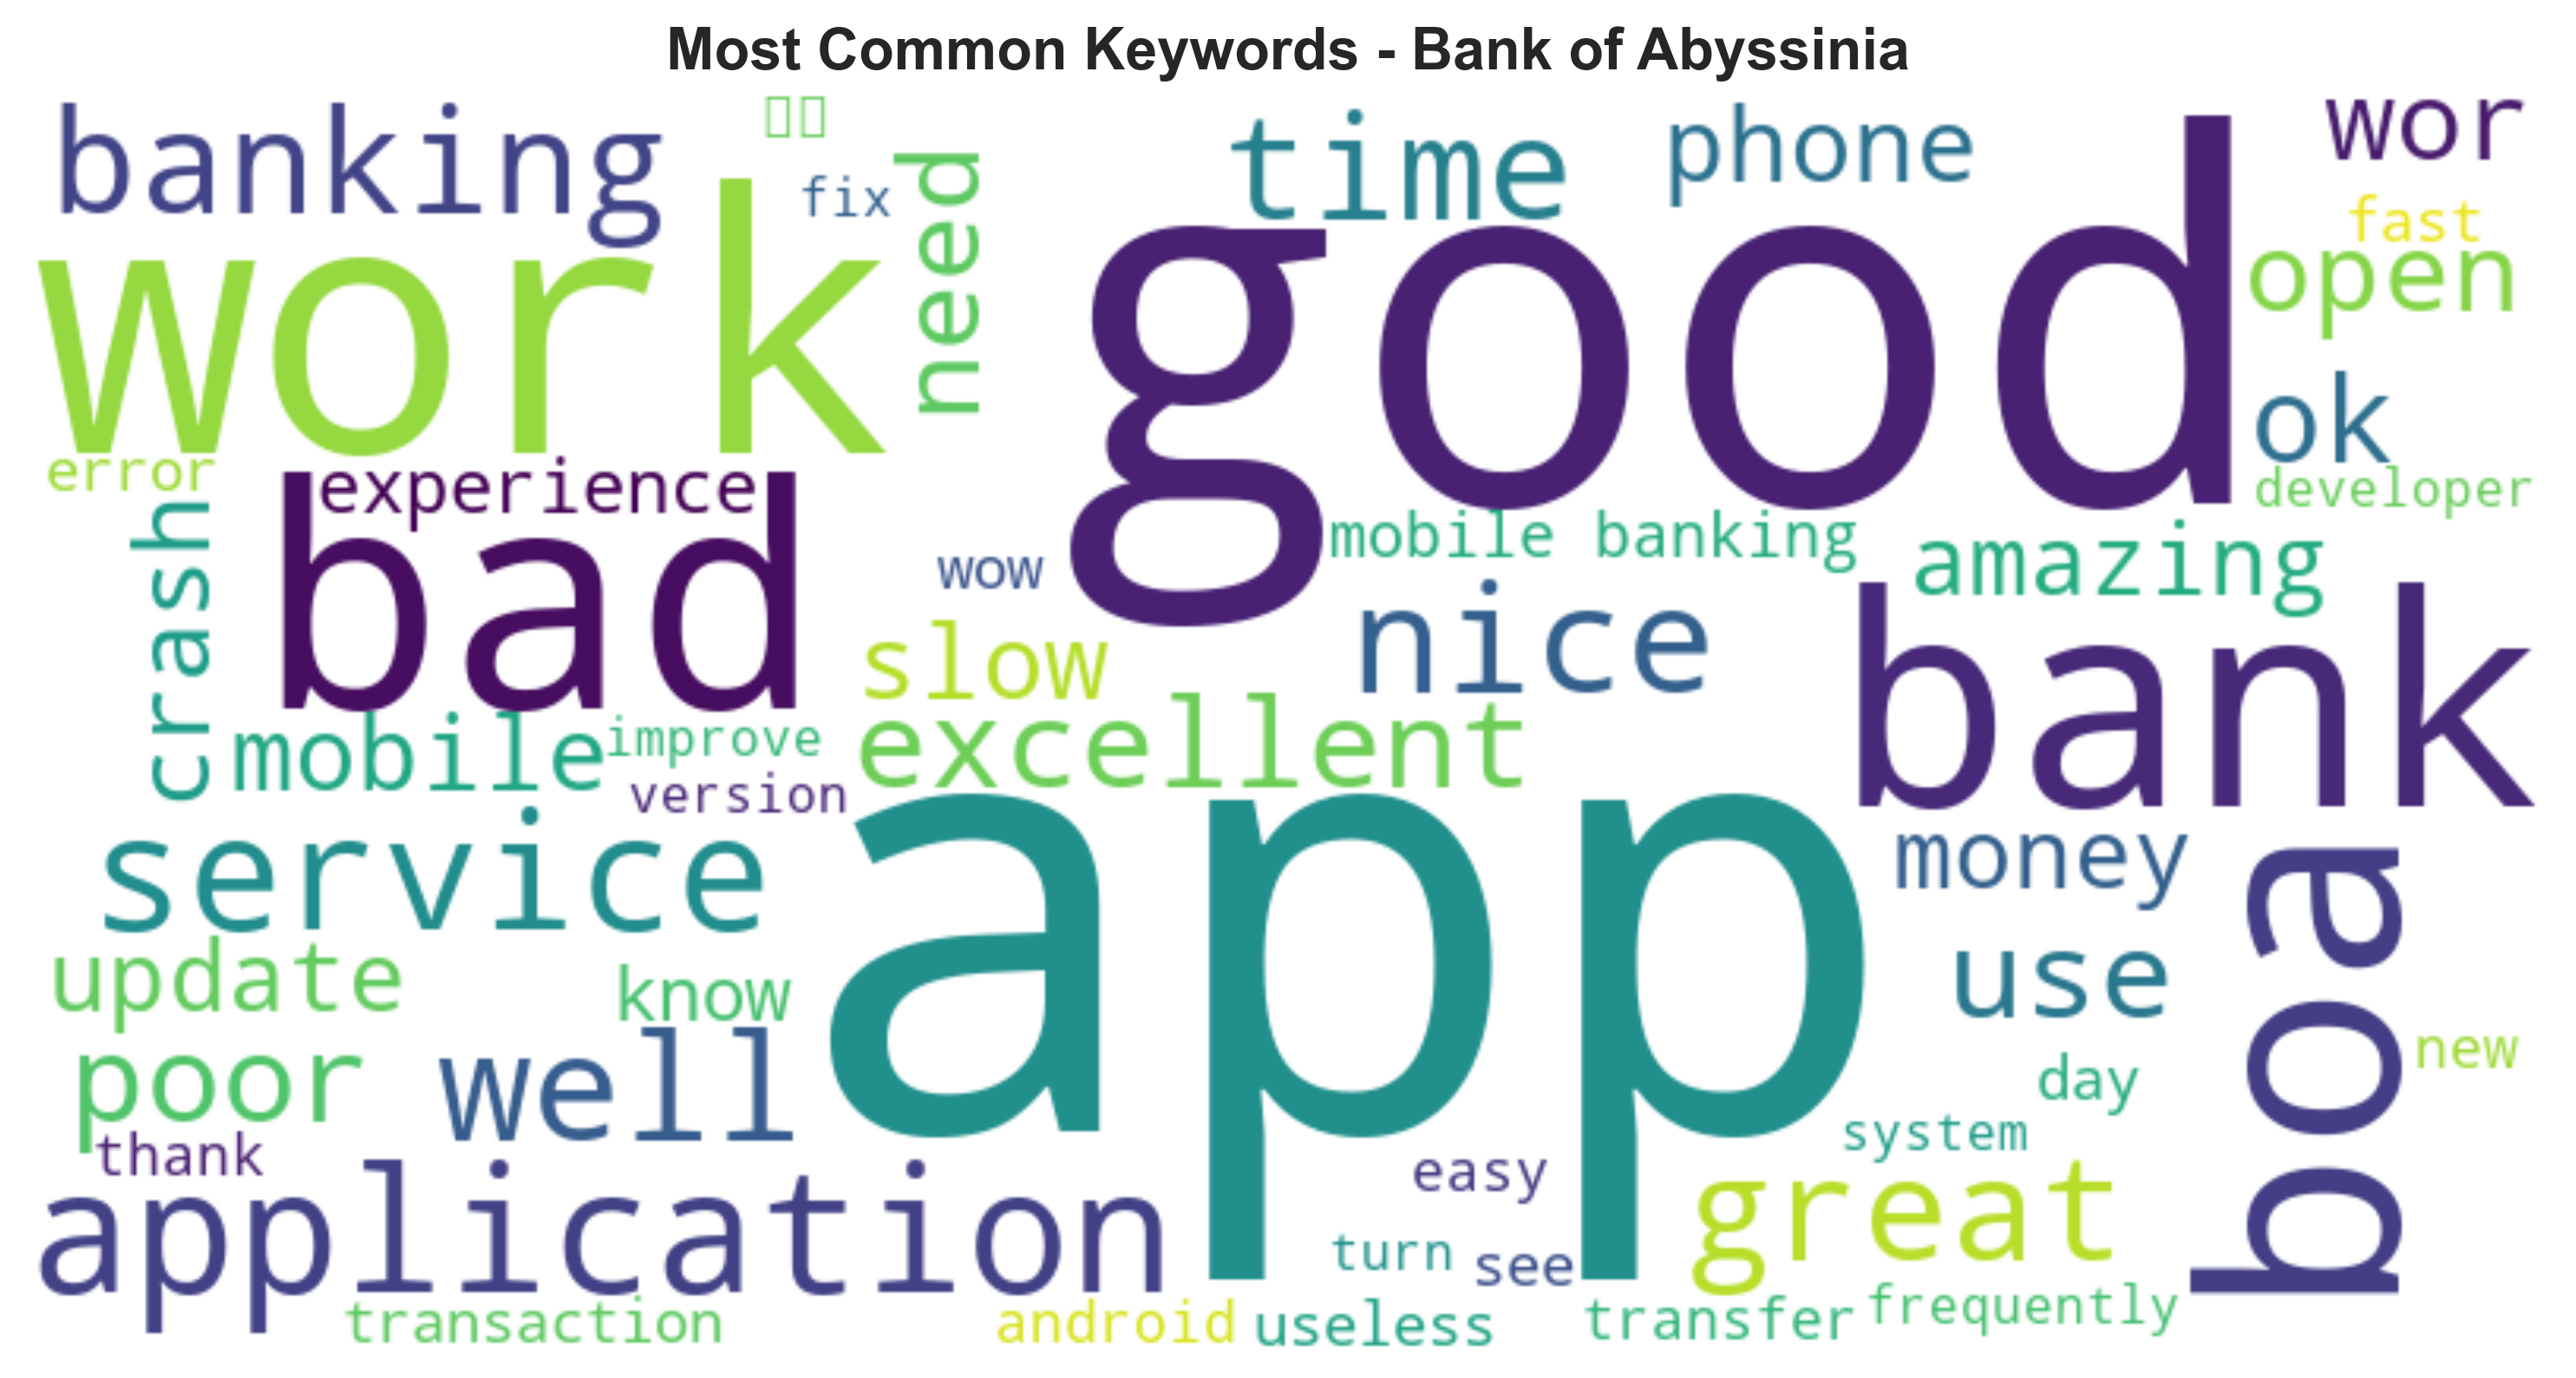 Most Common Keywords - Bank of Abyssinia
banking
fix
need
time
phone
wor
fast
work
good
open
ok
error
experience
developer
crash
bad
wow
mobile banking
amazing
slow
nice
bank
mobile
improve
excellent
version
service
app
money
boa
update
know
use
poor
well
day
new
thank
system
application
easy
great
turn
see
transaction
android
useless
transfer
frequently